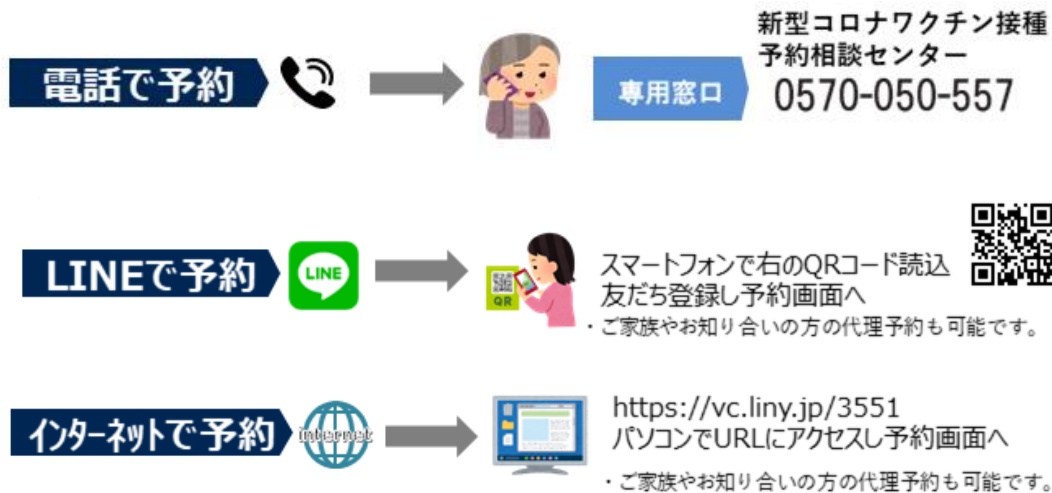 電話で予約
専用窓口
新型コロナワクチン接種
予約相談センター
0570-050-557
LINEで予約
LINE
QR
スマートフォンで右のQRコード読込
友だち登録し予約画面へ
・ご家族やお知り合いの方の代理予約も可能です。
インターネットで予約
internet
https://vc.liny.jp/3551
パソコンでURLにアクセスし予約画面へ
・ご家族やお知り合いの方の代理予約も可能です。